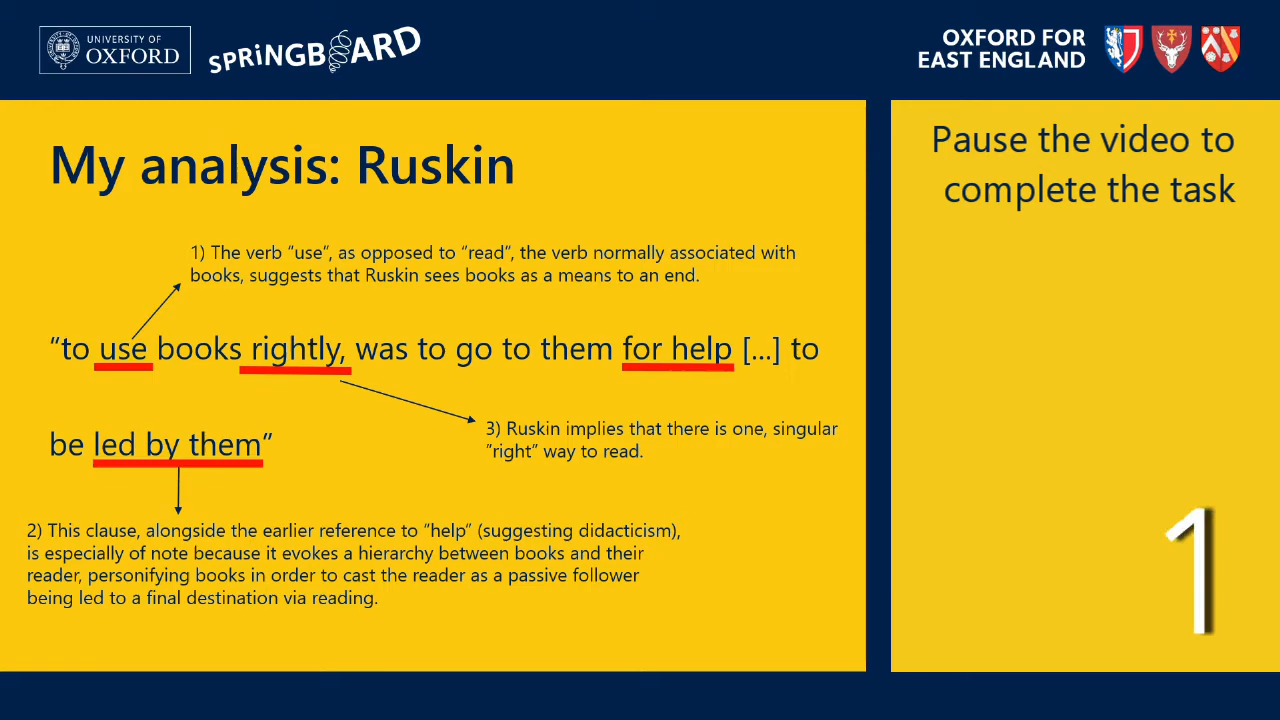 UNIVERSITY OF
OXFORD
SPRiNGBOARD
OXFORD FOR
EAST ENGLAND
My analysis: Ruskin
1) The verb “use”, as opposed to “read”, the verb normally associated with
books, suggests that Ruskin sees books as a means to an end.
“to use books rightly, was to go to them for help [...] to
be led by them”
3) Ruskin implies that there is one, singular
“right” way to read.
2) This clause, alongside the earlier reference to “help” (suggesting didacticism),
is especially of note because it evokes a hierarchy between books and their
reader, personifying books in order to cast the reader as a passive follower
being led to a final destination via reading.
Pause the video to
complete the task
1